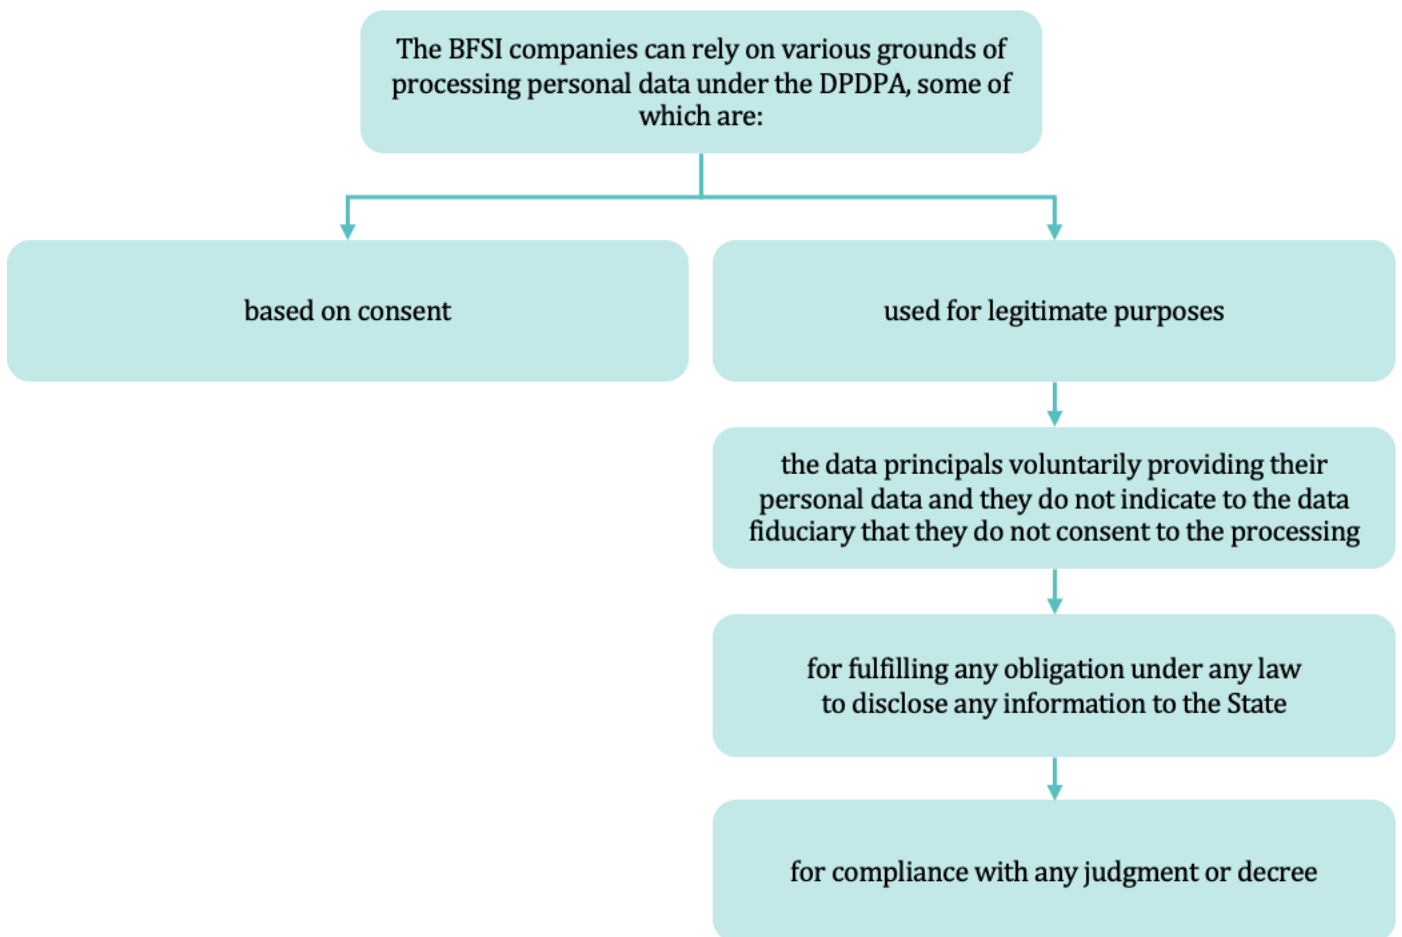 The BFSI companies can rely on various grounds of
processing personal data under the DPDPA, some of
which are:
based on consent
used for legitimate purposes
the data principals voluntarily providing their
personal data and they do not indicate to the data
fiduciary that they do not consent to the processing
for fulfilling any obligation under any law
to disclose any information to the State
for compliance with any judgment or decree